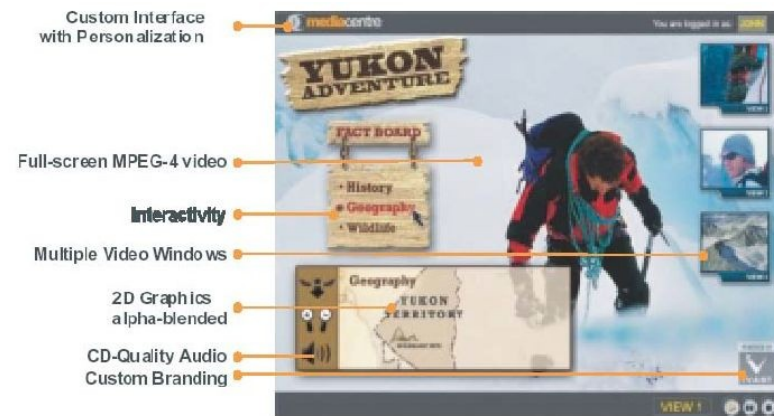 Custom Interface
with Personalization
mediacentre
You are logged in as: JOHN
YUKON
ADVENTURE
FACT BOARD
Full-screen MPEG-4 video
• History
Interactivity
• Geography
• Wildlife
Multiple Video Windows
2D Graphics
alpha-blended
Geography
YUKON
TERRITORY
CD-Quality Audio
Custom Branding
VIEW 1